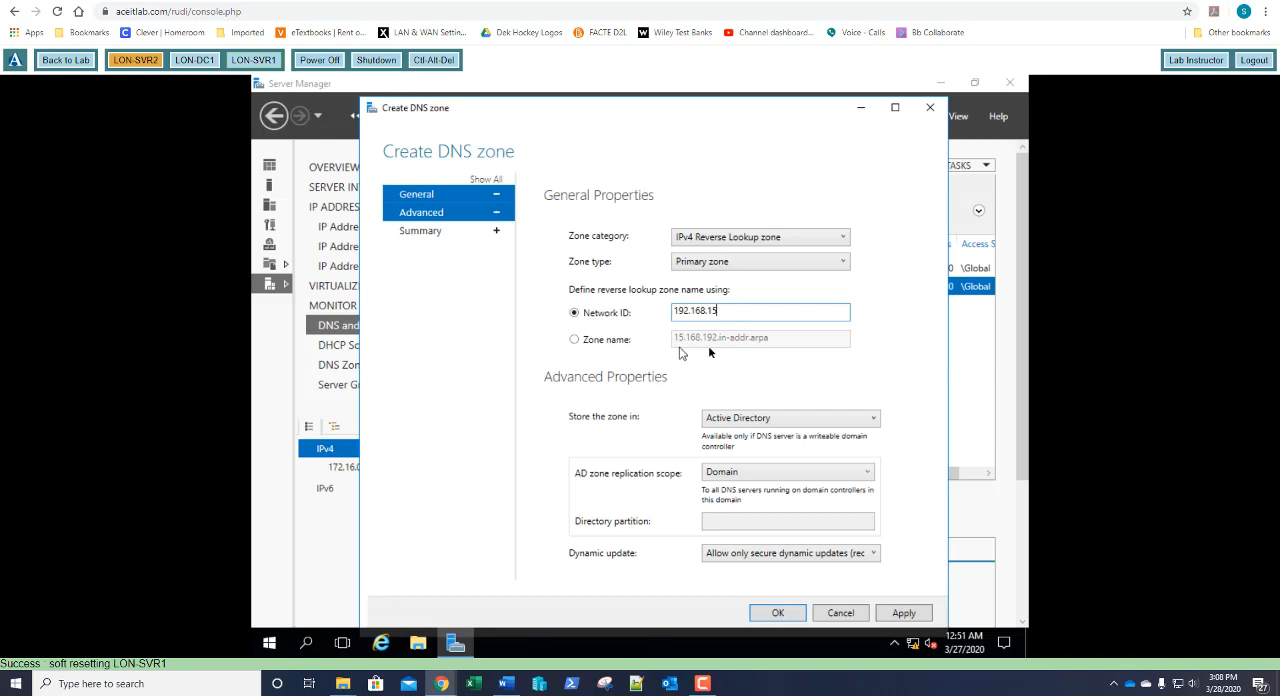 aceitlab.com/rudi/console.php
Apps Bookmarks Clever | Homeroom Imported eTextbooks | Rent o... LAN & WAN Settin... Dek Hockey Logos FACTE D2L Wiley Test Banks Channel dashboard... Voice - Calls Bb Collaborate Other bookmarks
Back to Lab LON-SVR2 LON-DC1 LON-SVR1 Power Off Shutdown Ctl-Alt-Del Lab Instructor Logout
Server Manager
Create DNS zone
View Help
Create DNS zone
OVERVIEW
SERVER IN
IP ADDRES
IP Addre
IP Addre
IP Addre
VIRTUALIZ
MONITOR
DNS and
DHCP Sc
DNS Zon
Server Gr
IPv4
172.16.0
IPv6
Show All
General
Advanced
Summary
General Properties
Zone category: IPv4 Reverse Lookup zone
Zone type: Primary zone
Define reverse lookup zone name using:
Network ID: 192.168.15
Zone name: 15.168.192.in-addr.arpa
Advanced Properties
Store the zone in: Active Directory
Available only if DNS server is a writeable domain
controller
AD zone replication scope: Domain
To all DNS servers running on domain controllers in
this domain
Directory partition:
Dynamic update: Allow only secure dynamic updates (rec
OK Cancel Apply
TASKS
s Access S
0 \Global
0 \Global
12:51 AM
3/27/2020
Success : soft resetting LON-SVR1
Type here to search
3:08 PM
3/28/2020
27